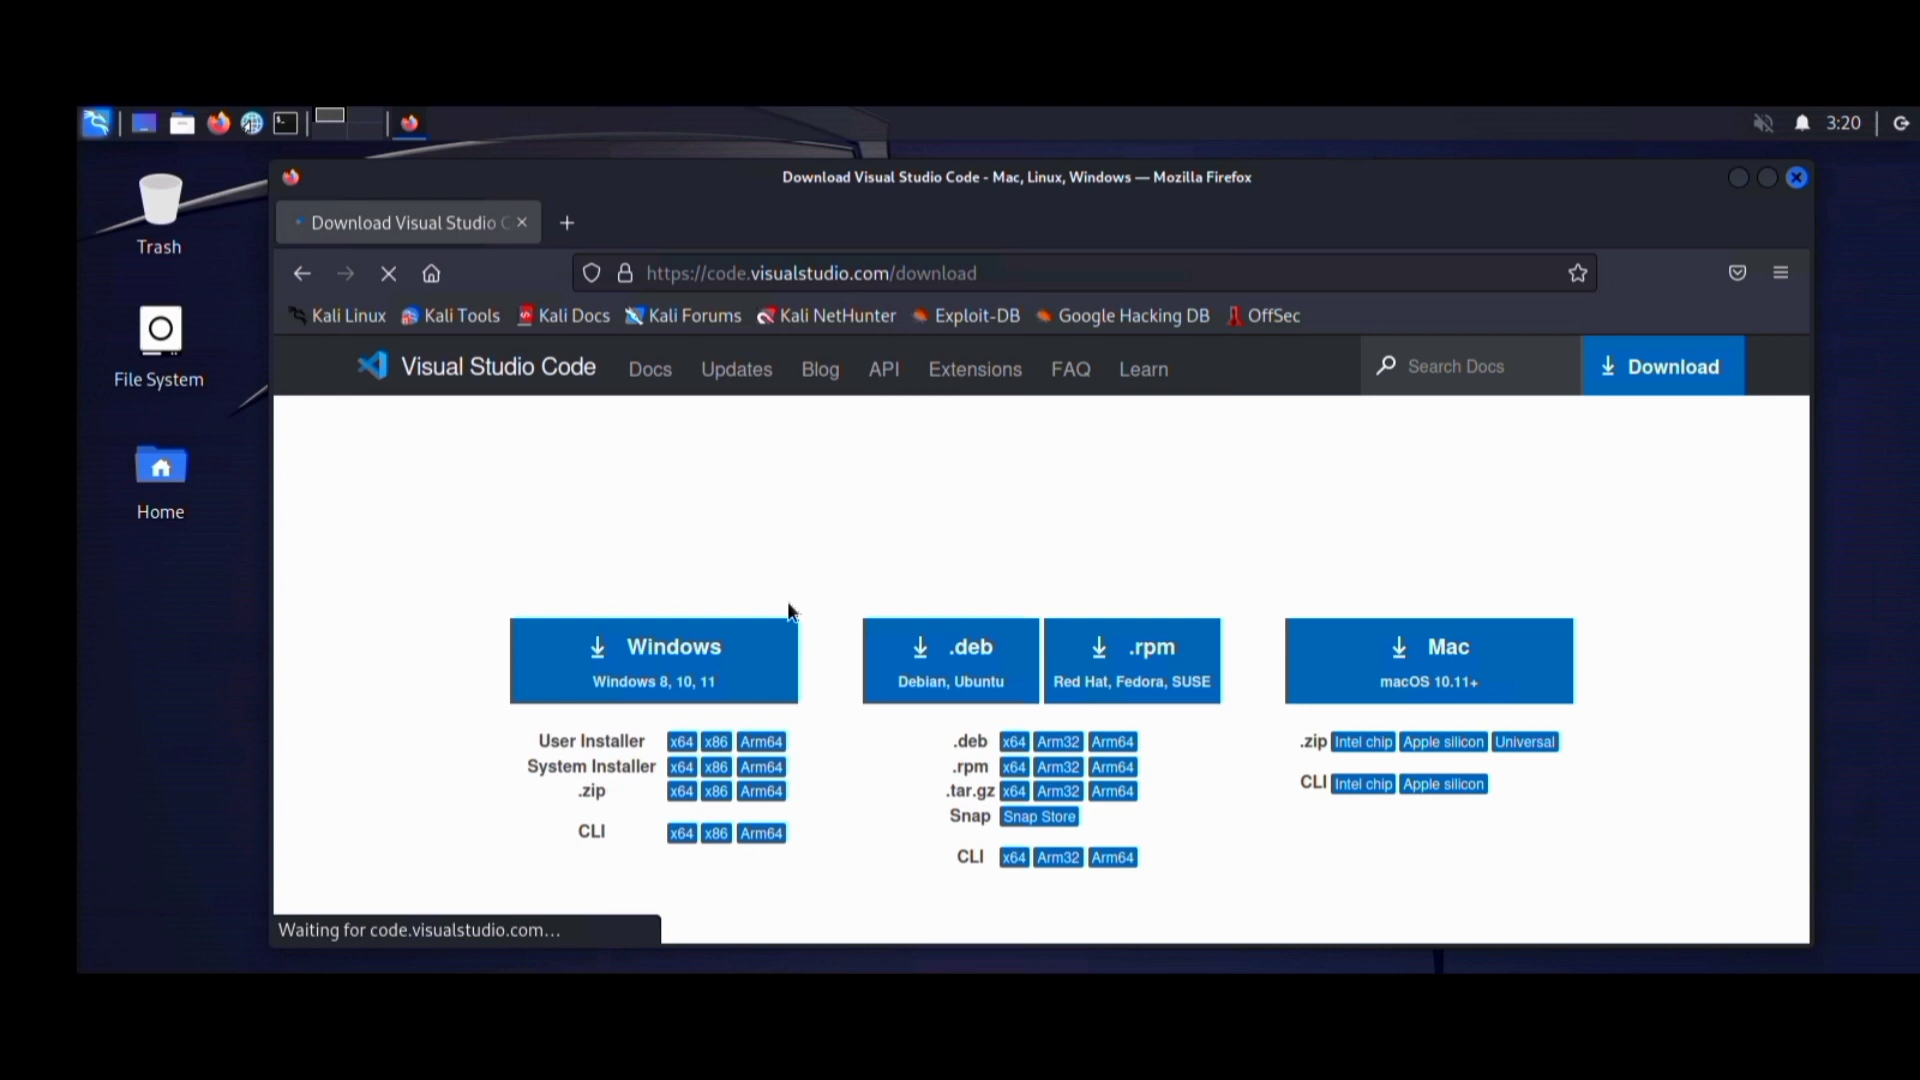 3:20
Trash
File System
Home
Download Visual Studio Code - Mac, Linux, Windows — Mozilla Firefox
Download Visual Studio C
https://code.visualstudio.com/download
Kali Linux Kali Tools Kali Docs Kali Forums Kali NetHunter Exploit-DB Google Hacking DB OffSec
Visual Studio Code Docs Updates Blog API Extensions FAQ Learn Search Docs Download
Windows
Windows 8, 10, 11
User Installer x64 x86 Arm64
System Installer x64 x86 Arm64
.zip x64 x86 Arm64
CLI x64 x86 Arm64
.deb
Debian, Ubuntu
.rpm
Red Hat, Fedora, SUSE
.deb x64 Arm32 Arm64
.rpm x64 Arm32 Arm64
.tar.gz x64 Arm32 Arm64
Snap Snap Store
CLI x64 Arm32 Arm64
Mac
macOS 10.11+
.zip Intel chip Apple silicon Universal
CLI Intel chip Apple silicon
Waiting for code.visualstudio.com…